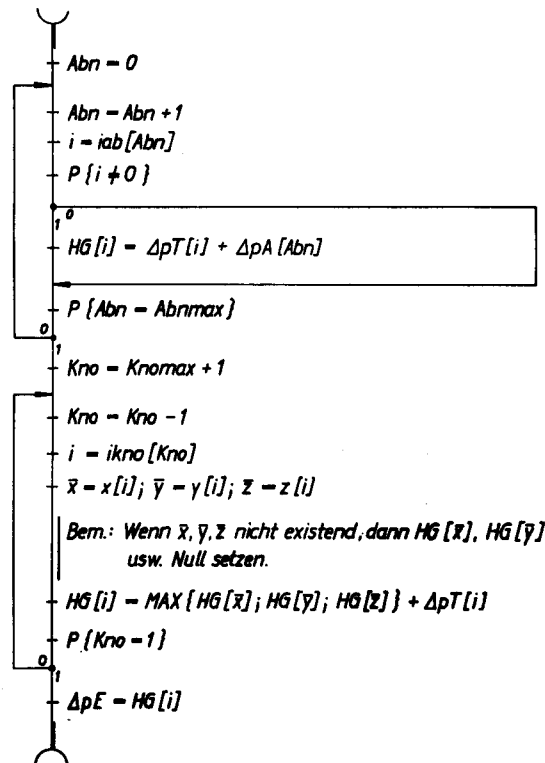 Abn = 0
Abn = Abn + 1
i = iab [Abn]
P {i ≠ 0}
0
1
HG [i] = ΔpT [i] + ΔpA [Abn]
P {Abn = Abnmax}
0
1
Kno = Knomax + 1
Kno = Kno - 1
i = ikno [Kno]
x̄ = x [i]; ȳ = y [i]; z̄ = z [i]
Bem.: Wenn x̄, ȳ, z̄ nicht existend, dann HG [x̄], HG [ȳ]
usw. Null setzen.
HG [i] = MAX {HG [x̄]; HG [ȳ]; HG [z̄]} + ΔpT [i]
P {Kno = 1}
0
1
ΔpE = HG [i]